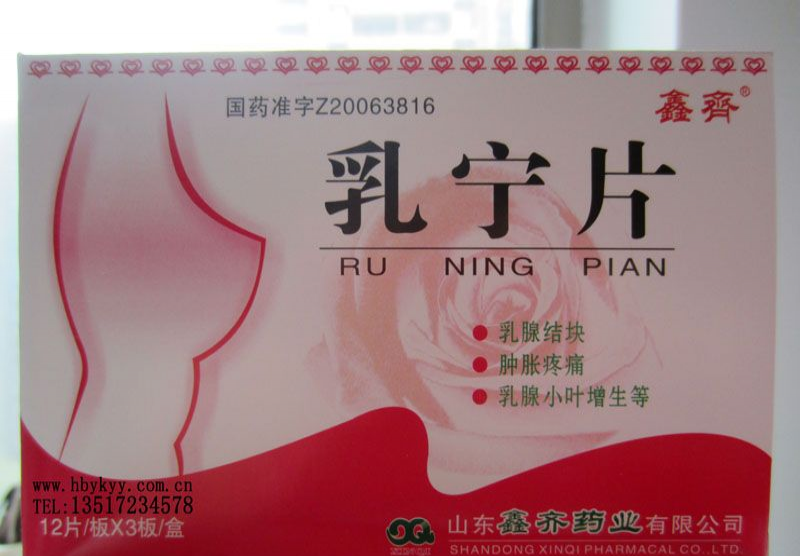 国药准字Z20063816
鑫齊®
乳宁片
RU NING PIAN
乳腺结块
肿胀疼痛
乳腺小叶增生等
www.hbykyy.com.cn
TEL:13517234578
12片/板X3板/盒
山东鑫齐药业有限公司
SHANDONG XINQI PHARMACAL CO.,LTD.